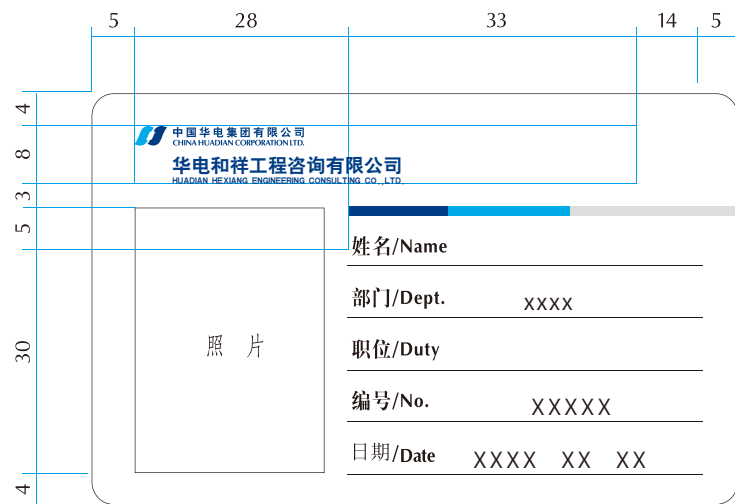 5 28 33 14 5
4
8
3
5
30
4
中国华电集团有限公司
CHINA HUADIAN CORPORATION LTD.
华电和祥工程咨询有限公司
HUADIAN HEXIANG ENGINEERING CONSULTING CO.,LTD.
照 片
姓名/Name
部门/Dept. xxxx
职位/Duty
编号/No. XXXXX
日期/Date XXXX XX XX